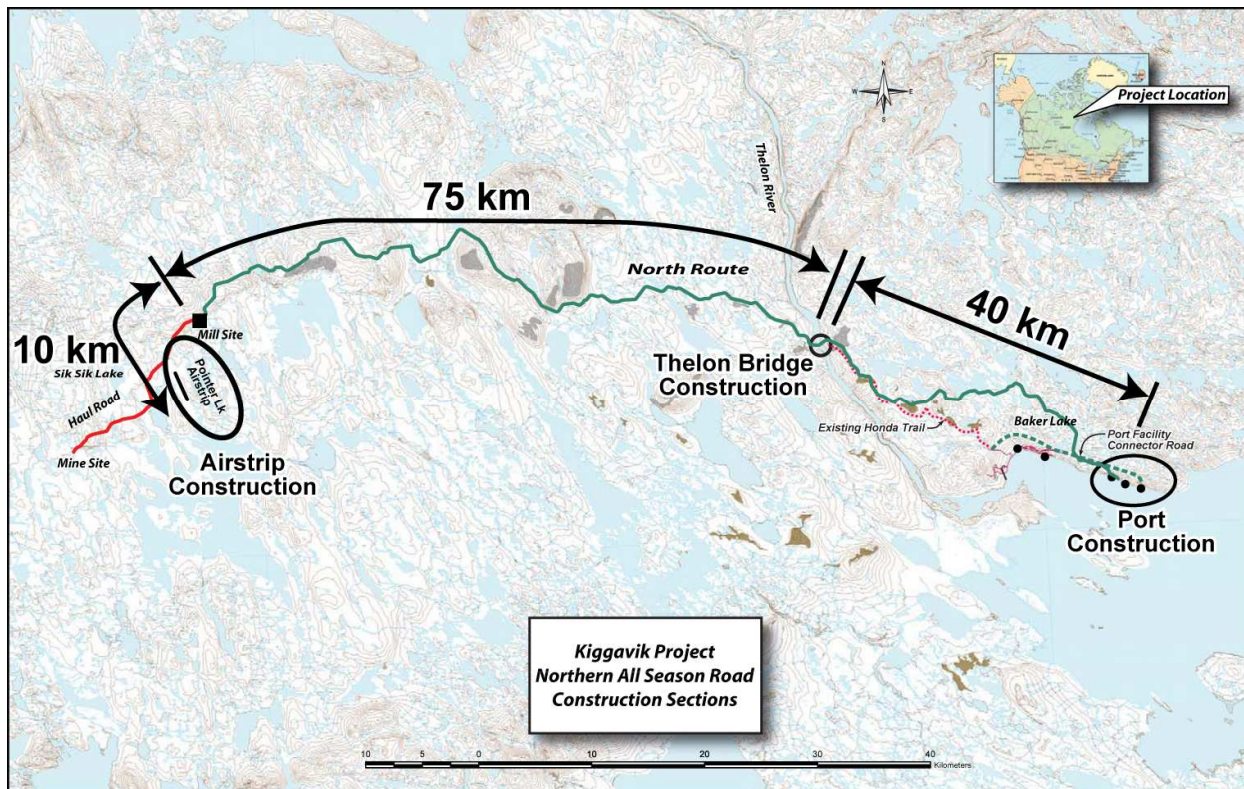 N
W
E
S
Project Location
Thelon River
75 km
North Route
40 km
10 km
Mill Site
Sik Sik Lake
Pointer Lk
Airstrip
Haul Road
Mine Site
Airstrip
Construction
Thelon Bridge
Construction
Existing Honda Trail
Baker Lake
Port Facility
Connector Road
Port
Construction
Kiggavik Project
Northern All Season Road
Construction Sections
10 5 0 10 20 30 40
Kilometers